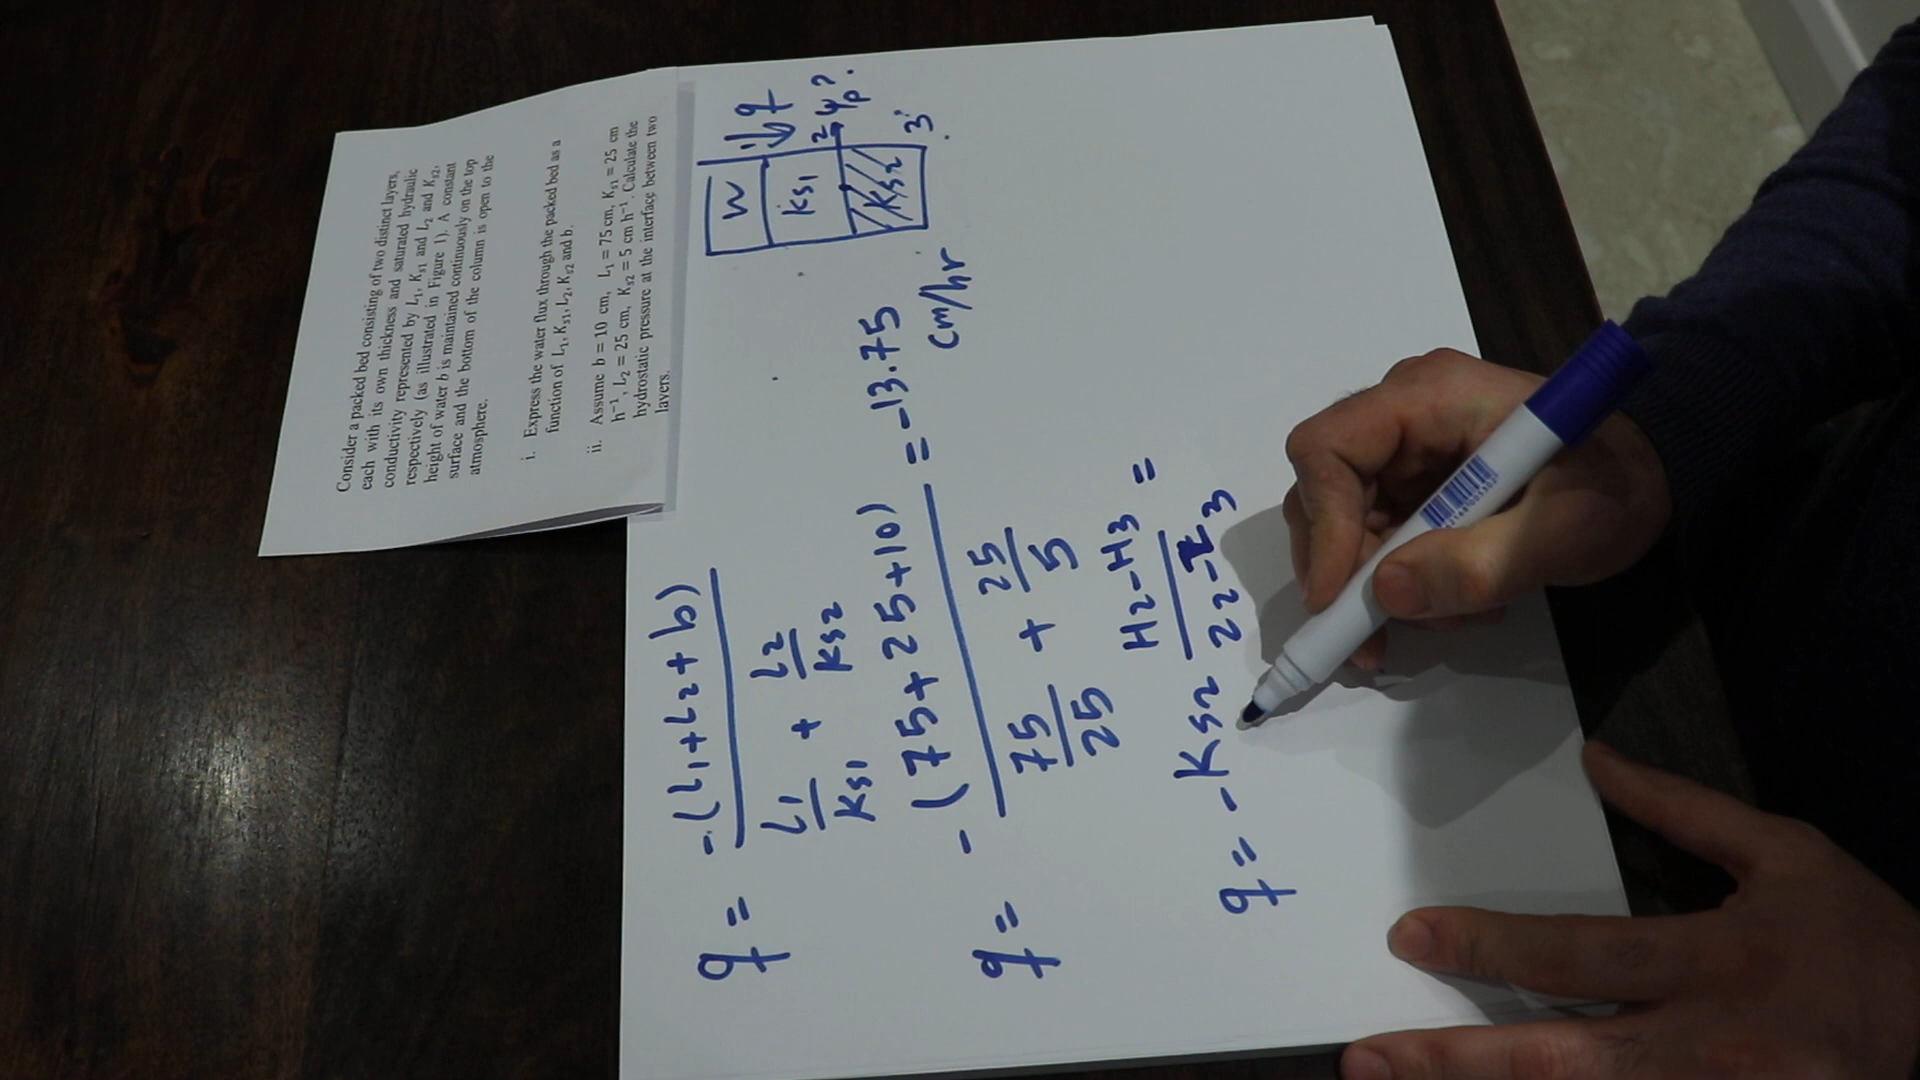 Consider a packed bed consisting of two distinct layers,
each with its own thickness and saturated hydraulic
conductivity represented by L₁, Kₛ₁ and L₂ and Kₛ₂,
respectively (as illustrated in Figure 1). A constant
height of water b is maintained continuously on the top
surface and the bottom of the column is open to the
atmosphere.
i. Express the water flux through the packed bed as a
function of L₁, Kₛ₁, L₂, Kₛ₂ and b.
ii. Assume b = 10 cm, L₁ = 75 cm, Kₛ₁ = 25 cm
h⁻¹, L₂ = 25 cm, Kₛ₂ = 5 cm h⁻¹. Calculate the
hydrostatic pressure at the interface between two
layers.
W
↓ q
Ks1
2 ψp?
Ks2
3
q = -(L1+L2+b) / (L1/Ks1 + L2/Ks2)
q = -(75+25+10) / (75/25 + 25/5) = -13.75
cm/hr
q = -Ks2 (H2-H3)/(z2-z3) =